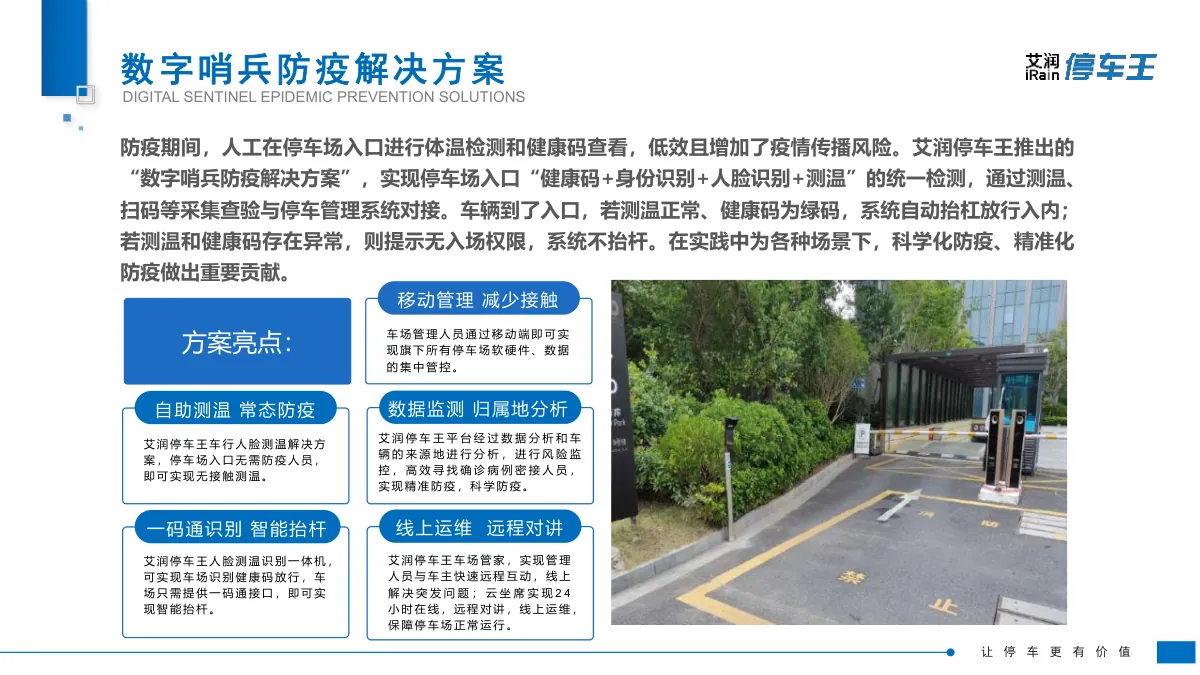 数字哨兵防疫解决方案
DIGITAL SENTINEL EPIDEMIC PREVENTION SOLUTIONS
艾润
iRain
停车王
防疫期间，人工在停车场入口进行体温检测和健康码查看，低效且增加了疫情传播风险。艾润停车王推出的
“数字哨兵防疫解决方案”，实现停车场入口“健康码+身份识别+人脸识别+测温”的统一检测，通过测温、
扫码等采集查验与停车管理系统对接。车辆到了入口，若测温正常、健康码为绿码，系统自动抬杠放行入内；
若测温和健康码存在异常，则提示无入场权限，系统不抬杆。在实践中为各种场景下，科学化防疫、精准化
防疫做出重要贡献。
方案亮点：
移动管理 减少接触
车场管理人员通过移动端即可实
现旗下所有停车场软硬件、数据
的集中管控。
自助测温 常态防疫
艾润停车王车行人脸测温解决方
案，停车场入口无需防疫人员，
即可实现无接触测温。
数据监测 归属地分析
艾润停车王平台经过数据分析和车
辆的来源地进行分析，进行风险监
控，高效寻找确诊病例密接人员，
实现精准防疫，科学防疫。
一码通识别 智能抬杆
艾润停车王人脸测温识别一体机，
可实现车场识别健康码放行，车
场只需提供一码通接口，即可实
现智能抬杆。
线上运维 远程对讲
艾润停车王车场管家，实现管理
人员与车主快速远程互动，线上
解决突发问题；云坐席实现24
小时在线，远程对讲，线上运维，
保障停车场正常运行。
禁
止
让停车更有价值